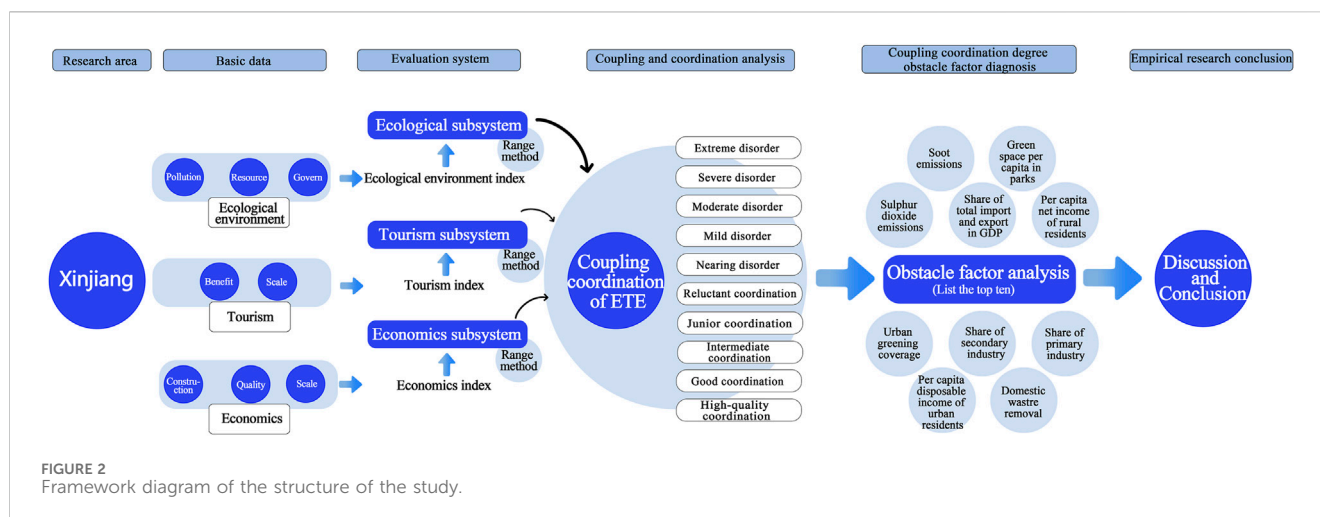 Research area
Basic data
Evaluation system
Coupling and coordination analysis
Coupling coordination degree
obstacle factor diagnosis
Empirical research conclusion
Xinjiang
Pollution
Resource
Govern
Ecological
environment
Benefit
Scale
Tourism
Constru-
ction
Quality
Scale
Economics
Ecological subsystem
Range
method
Ecological environment index
Tourism subsystem
Range
method
Tourism index
Economics subsystem
Range
method
Economics index
Coupling
coordination
of ETE
Extreme disorder
Severe disorder
Moderate disorder
Mild disorder
Nearing disorder
Reluctant coordination
Junior coordination
Intermediate
coordination
Good coordination
High-quality
coordination
Soot
emissions
Green
space per
capita in
parks
Sulphur
dioxide
emissions
Share of
total import
and export
in GDP
Per capita
net income
of rural
residents
Obstacle factor analysis
(List the top ten)
Urban
greening
coverage
Share of
secondary
industry
Share of
primary
industry
Per capita
disposable
income of
urban
residents
Domestic
wastre
removal
Discussion
and
Conclusion
FIGURE 2
Framework diagram of the structure of the study.